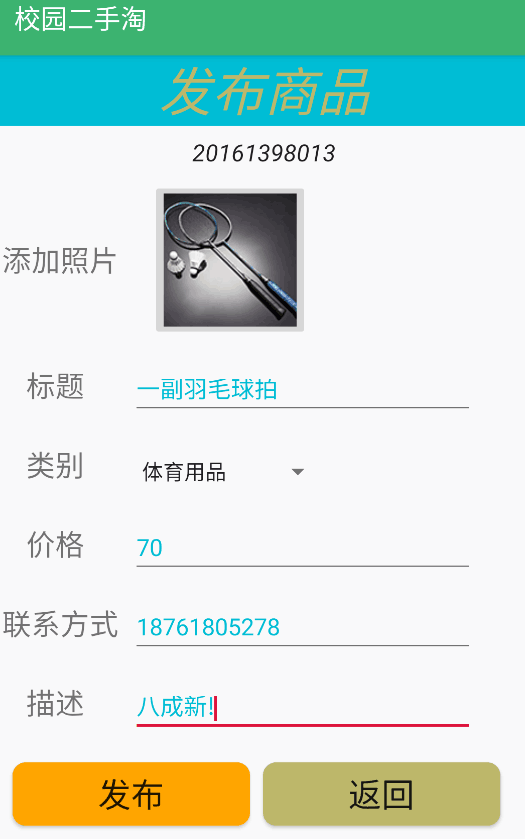 校园二手淘
发布商品
20161398013
添加照片
标题 一副羽毛球拍
类别 体育用品
价格 70
联系方式 18761805278
描述 八成新!
发布 返回